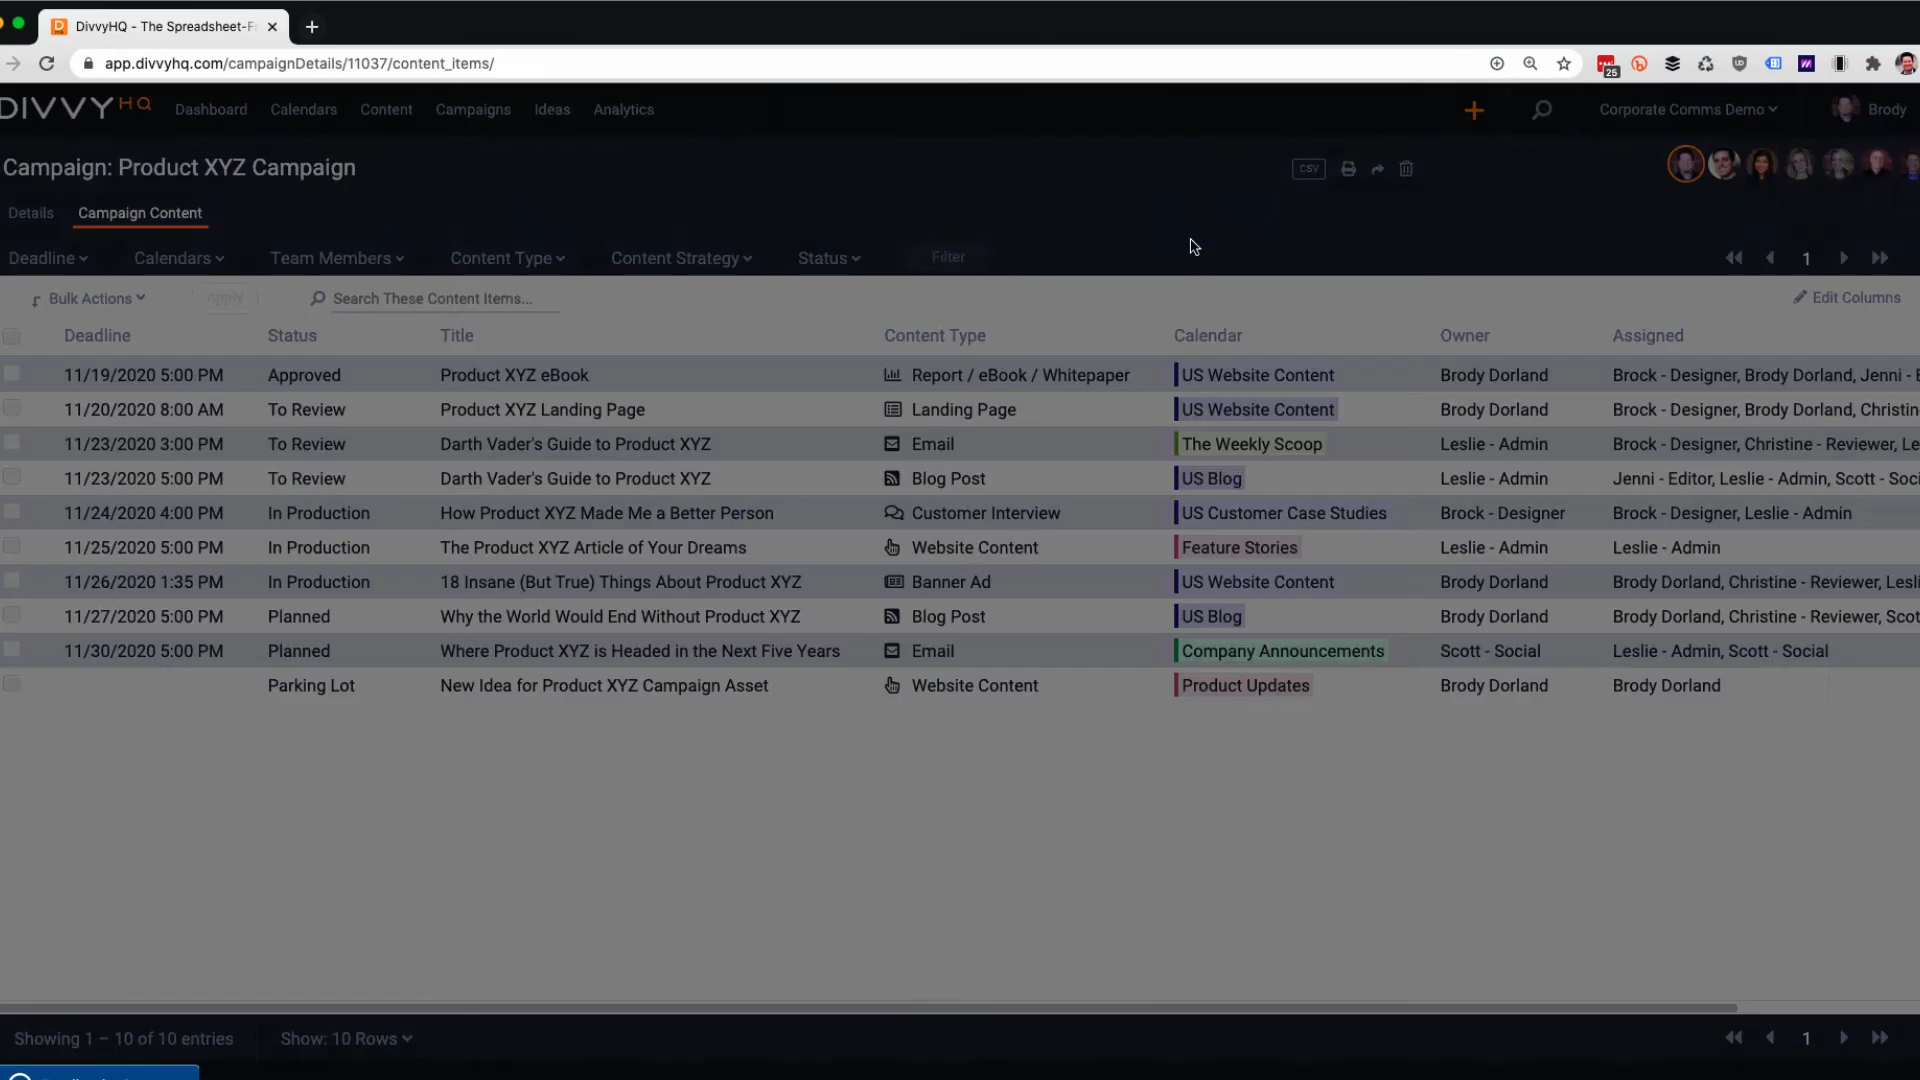 DivvyHQ - The Spreadsheet-F
app.divvyhq.com/campaignDetails/11037/content_items/
25
DIVVYHQ Dashboard Calendars Content Campaigns Ideas Analytics Corporate Comms Demo Brody
Campaign: Product XYZ Campaign CSV
Details Campaign Content
Deadline Calendars Team Members Content Type Content Strategy Status Filter 1
Bulk Actions Apply Search These Content Items... Edit Columns
Deadline Status Title Content Type Calendar Owner Assigned
11/19/2020 5:00 PM Approved Product XYZ eBook Report / eBook / Whitepaper US Website Content Brody Dorland Brock - Designer, Brody Dorland, Jenni - E
11/20/2020 8:00 AM To Review Product XYZ Landing Page Landing Page US Website Content Brody Dorland Brock - Designer, Brody Dorland, Christin
11/23/2020 3:00 PM To Review Darth Vader's Guide to Product XYZ Email The Weekly Scoop Leslie - Admin Brock - Designer, Christine - Reviewer, Le
11/23/2020 5:00 PM To Review Darth Vader's Guide to Product XYZ Blog Post US Blog Leslie - Admin Jenni - Editor, Leslie - Admin, Scott - Soci
11/24/2020 4:00 PM In Production How Product XYZ Made Me a Better Person Customer Interview US Customer Case Studies Brock - Designer Brock - Designer, Leslie - Admin
11/25/2020 5:00 PM In Production The Product XYZ Article of Your Dreams Website Content Feature Stories Leslie - Admin Leslie - Admin
11/26/2020 1:35 PM In Production 18 Insane (But True) Things About Product XYZ Banner Ad US Website Content Brody Dorland Brody Dorland, Christine - Reviewer, Lesli
11/27/2020 5:00 PM Planned Why the World Would End Without Product XYZ Blog Post US Blog Brody Dorland Brody Dorland, Christine - Reviewer, Scot
11/30/2020 5:00 PM Planned Where Product XYZ is Headed in the Next Five Years Email Company Announcements Scott - Social Leslie - Admin, Scott - Social
Parking Lot New Idea for Product XYZ Campaign Asset Website Content Product Updates Brody Dorland Brody Dorland
Showing 1 – 10 of 10 entries Show: 10 Rows 1